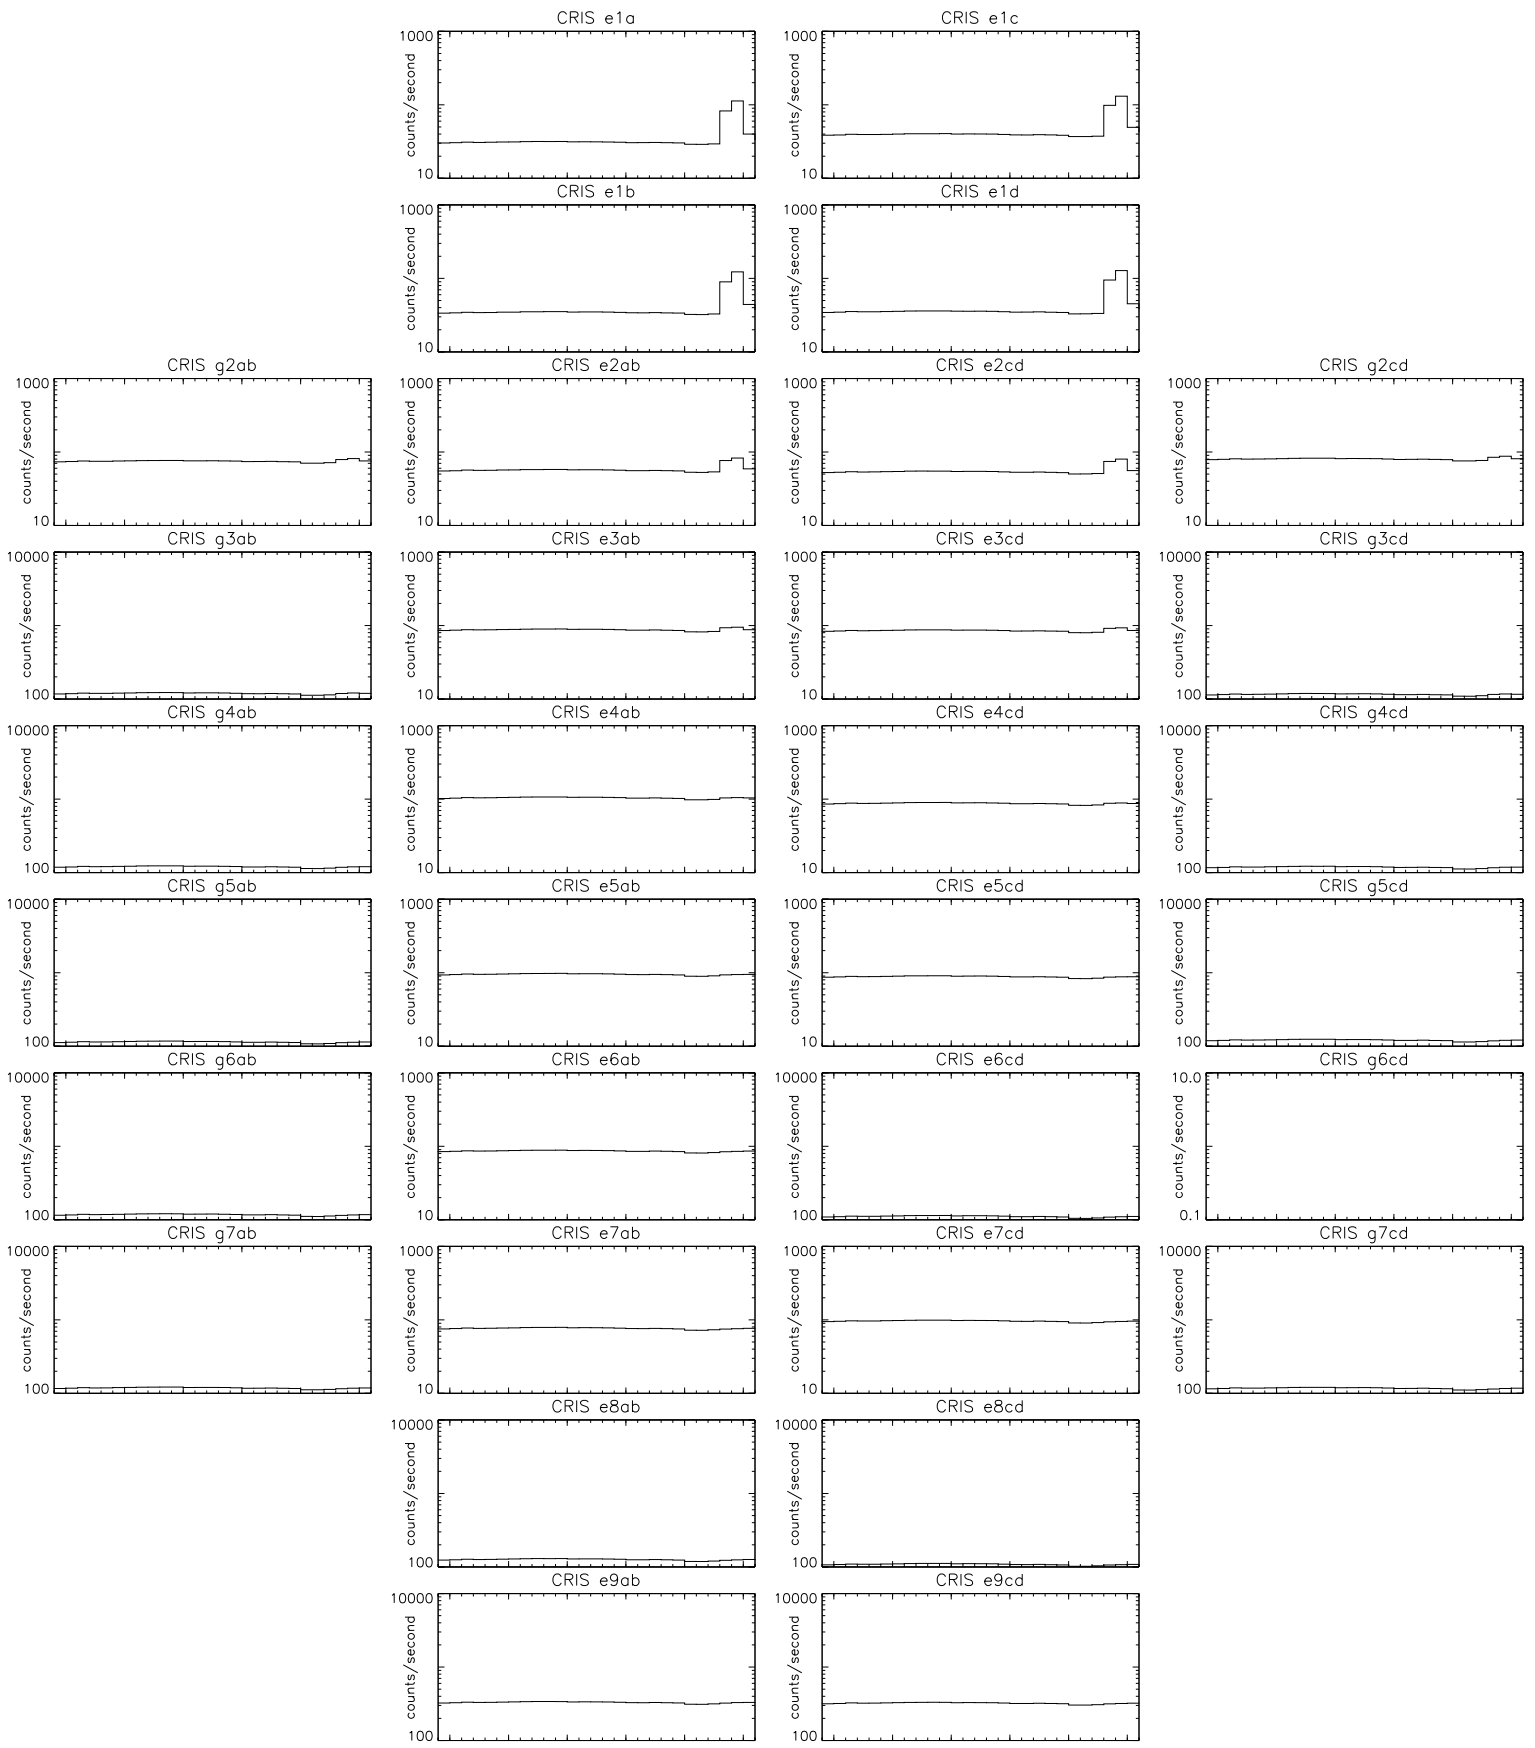 CRIS e1a
CRIS e1c
1000
counts/second
10
1000
counts/second
10
CRIS e1b
CRIS e1d
1000
counts/second
10
1000
counts/second
10
CRIS g2ab
CRIS e2ab
CRIS e2cd
CRIS g2cd
1000
counts/second
10
1000
counts/second
10
1000
counts/second
10
1000
counts/second
10
CRIS g3ab
CRIS e3ab
CRIS e3cd
CRIS g3cd
10000
counts/second
100
1000
counts/second
10
1000
counts/second
10
10000
counts/second
100
CRIS g4ab
CRIS e4ab
CRIS e4cd
CRIS g4cd
10000
counts/second
100
1000
counts/second
10
1000
counts/second
10
10000
counts/second
100
CRIS g5ab
CRIS e5ab
CRIS e5cd
CRIS g5cd
10000
counts/second
100
1000
counts/second
10
1000
counts/second
10
10000
counts/second
100
CRIS g6ab
CRIS e6ab
CRIS e6cd
CRIS g6cd
10000
counts/second
100
1000
counts/second
10
10000
counts/second
100
10.0
counts/second
0.1
CRIS g7ab
CRIS e7ab
CRIS e7cd
CRIS g7cd
10000
counts/second
100
1000
counts/second
10
1000
counts/second
10
10000
counts/second
100
CRIS e8ab
CRIS e8cd
10000
counts/second
100
10000
counts/second
100
CRIS e9ab
CRIS e9cd
10000
counts/second
100
10000
counts/second
100